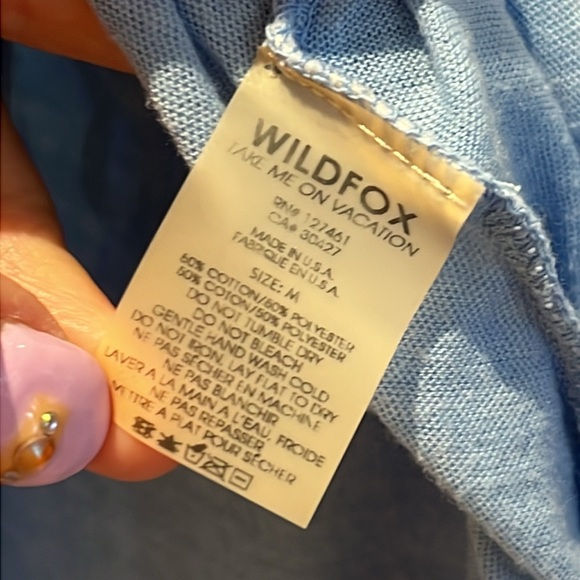 WILDFOX
TAKE ME ON VACATION
RN# 127461
CA# 30427
MADE IN U.S.A.
FABRIQUE EN U.S.A.
SIZE: M
50% COTTON/50% POLYESTER
50% COTON/50% POLYESTER
DO NOT TUMBLE DRY
DO NOT BLEACH
GENTLE HAND WASH COLD
DO NOT IRON, LAY FLAT TO DRY
NE PAS SÉCHER EN MACHINE
NE PAS BLANCHIR
LAVER A LA MAIN A L'EAU, FROIDE
NE PAS REPASSER,
METTRE A PLAT POUR SÉCHER